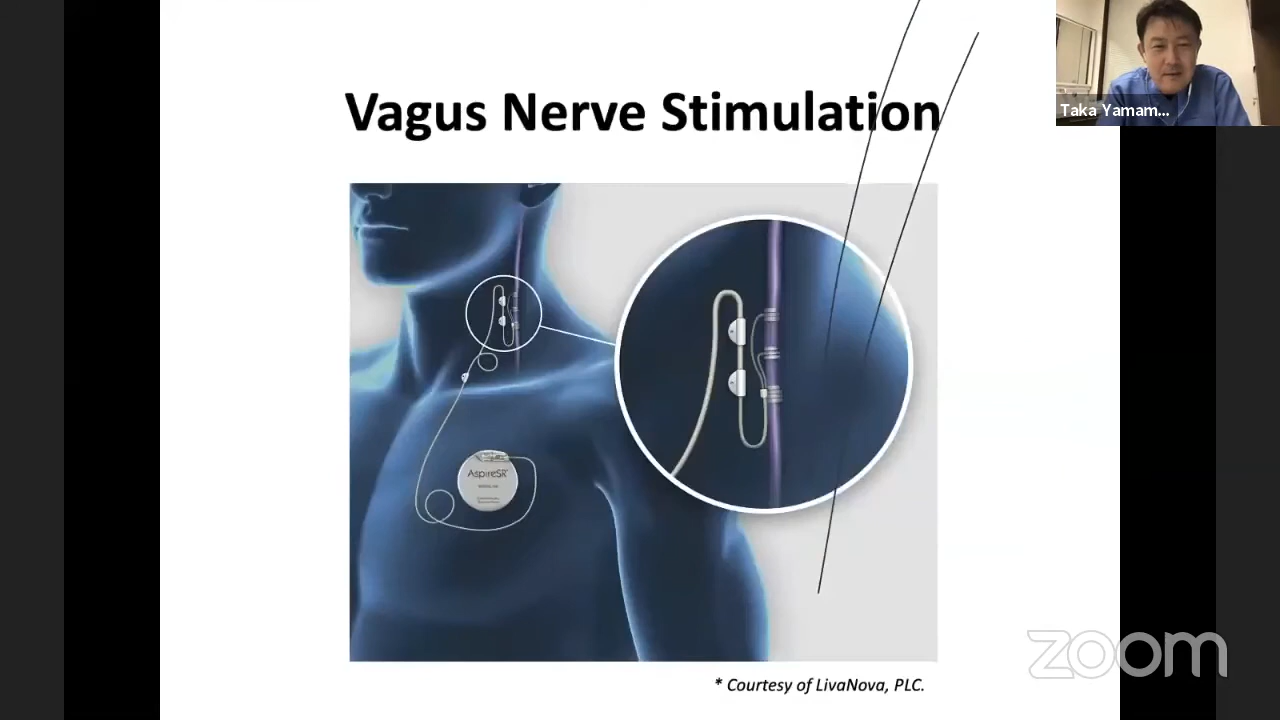 Vagus Nerve Stimulation
Taka Yamam...
AspireSR
* Courtesy of LivaNova, PLC.
zoom